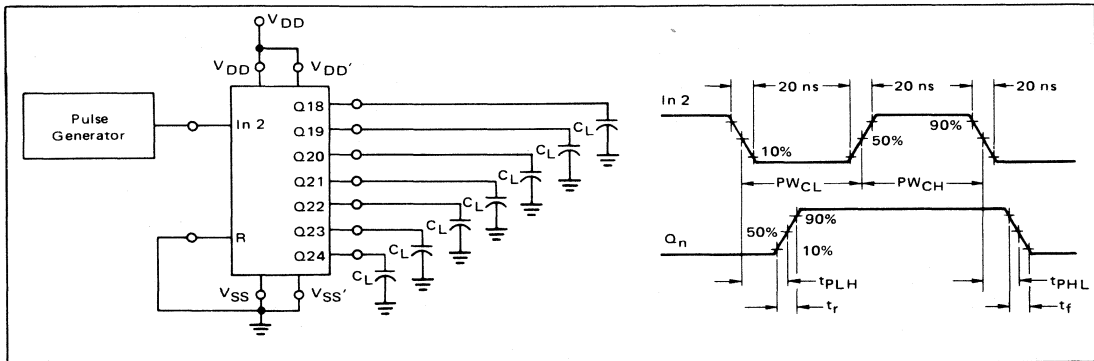 VDD
VDD VDD'
Pulse
Generator
In 2
R
Q18
Q19
Q20
Q21
Q22
Q23
Q24
CL
CL
CL
CL
CL
CL
CL
VSS VSS'
In 2
20 ns 20 ns
10% 50% 90%
PWCL PWCH
Qn
50% 90%
10%
tPLH tPHL
tr tf